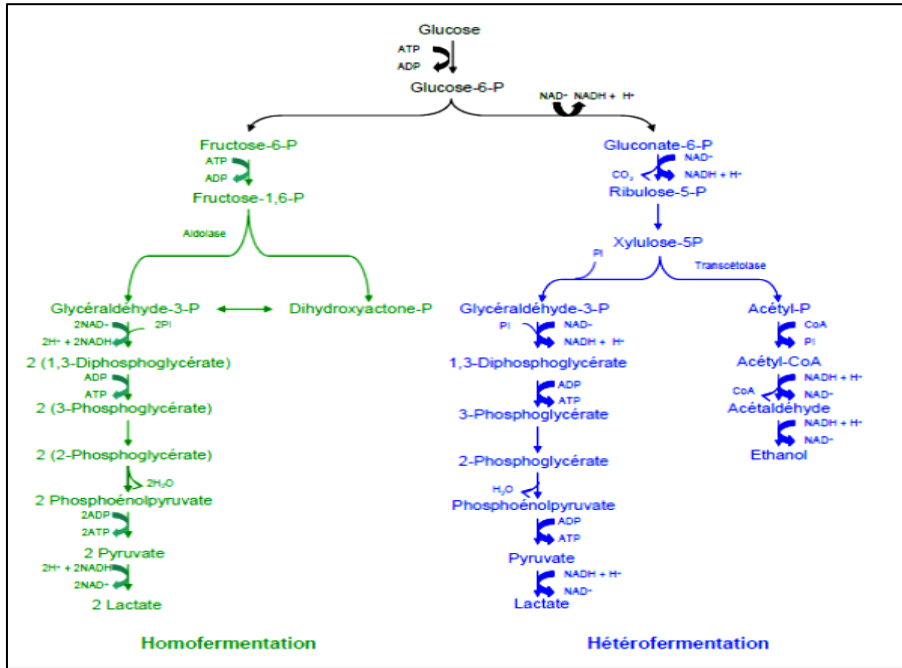 Glucose
ATP
ADP
Glucose-6-P
NAD⁺ NADH + H⁺
Fructose-6-P
ATP
ADP
Fructose-1,6-P
Aldolase
Glycéraldéhyde-3-P
Dihydroxyactone-P
2NAD⁺
2PI
2H⁺ + 2NADH
2 (1,3-Diphosphoglycérate)
ADP
ATP
2 (3-Phosphoglycérate)
2 (2-Phosphoglycérate)
2H₂O
2 Phosphoénolpyruvate
2ADP
2ATP
2 Pyruvate
2H⁺ + 2NADH
2NAD⁺
2 Lactate
Homofermentation
Gluconate-6-P
NAD⁺
CO₂
NADH + H⁺
Ribulose-5-P
Xylulose-5P
PI
Transcétolase
Glycéraldéhyde-3-P
PI
NAD⁺
NADH + H⁺
1,3-Diphosphoglycérate
ADP
ATP
3-Phosphoglycérate
2-Phosphoglycérate
H₂O
Phosphoénolpyruvate
ADP
ATP
Pyruvate
NADH + H⁺
NAD⁺
Lactate
Acétyl-P
CoA
PI
Acétyl-CoA
NADH + H⁺
CoA
NAD⁺
Acétaldéhyde
NADH + H⁺
NAD⁺
Ethanol
Hétérofermentation